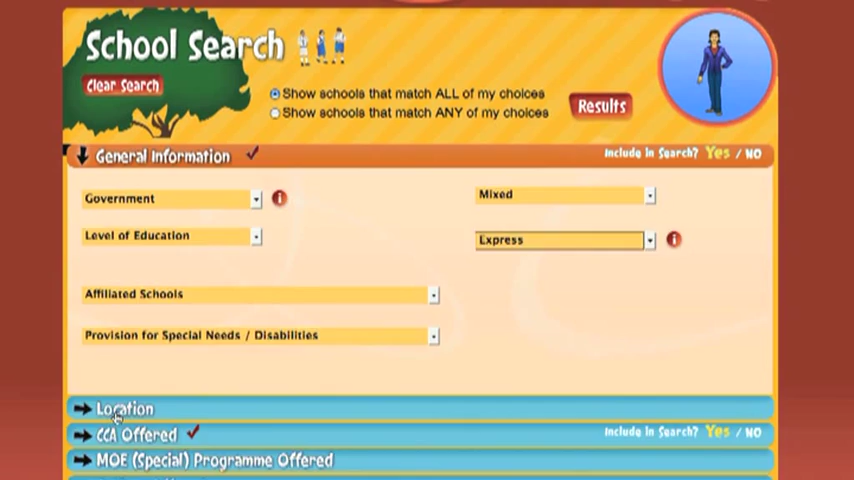 School Search
Clear Search
Show schools that match ALL of my choices
Show schools that match ANY of my choices
Results
General Information
Include in Search? Yes / NO
Government
i
Mixed
Level of Education
Express
i
Affiliated Schools
Provision for Special Needs / Disabilities
Location
CCA Offered
Include in Search? Yes / NO
MOE (Special) Programme Offered